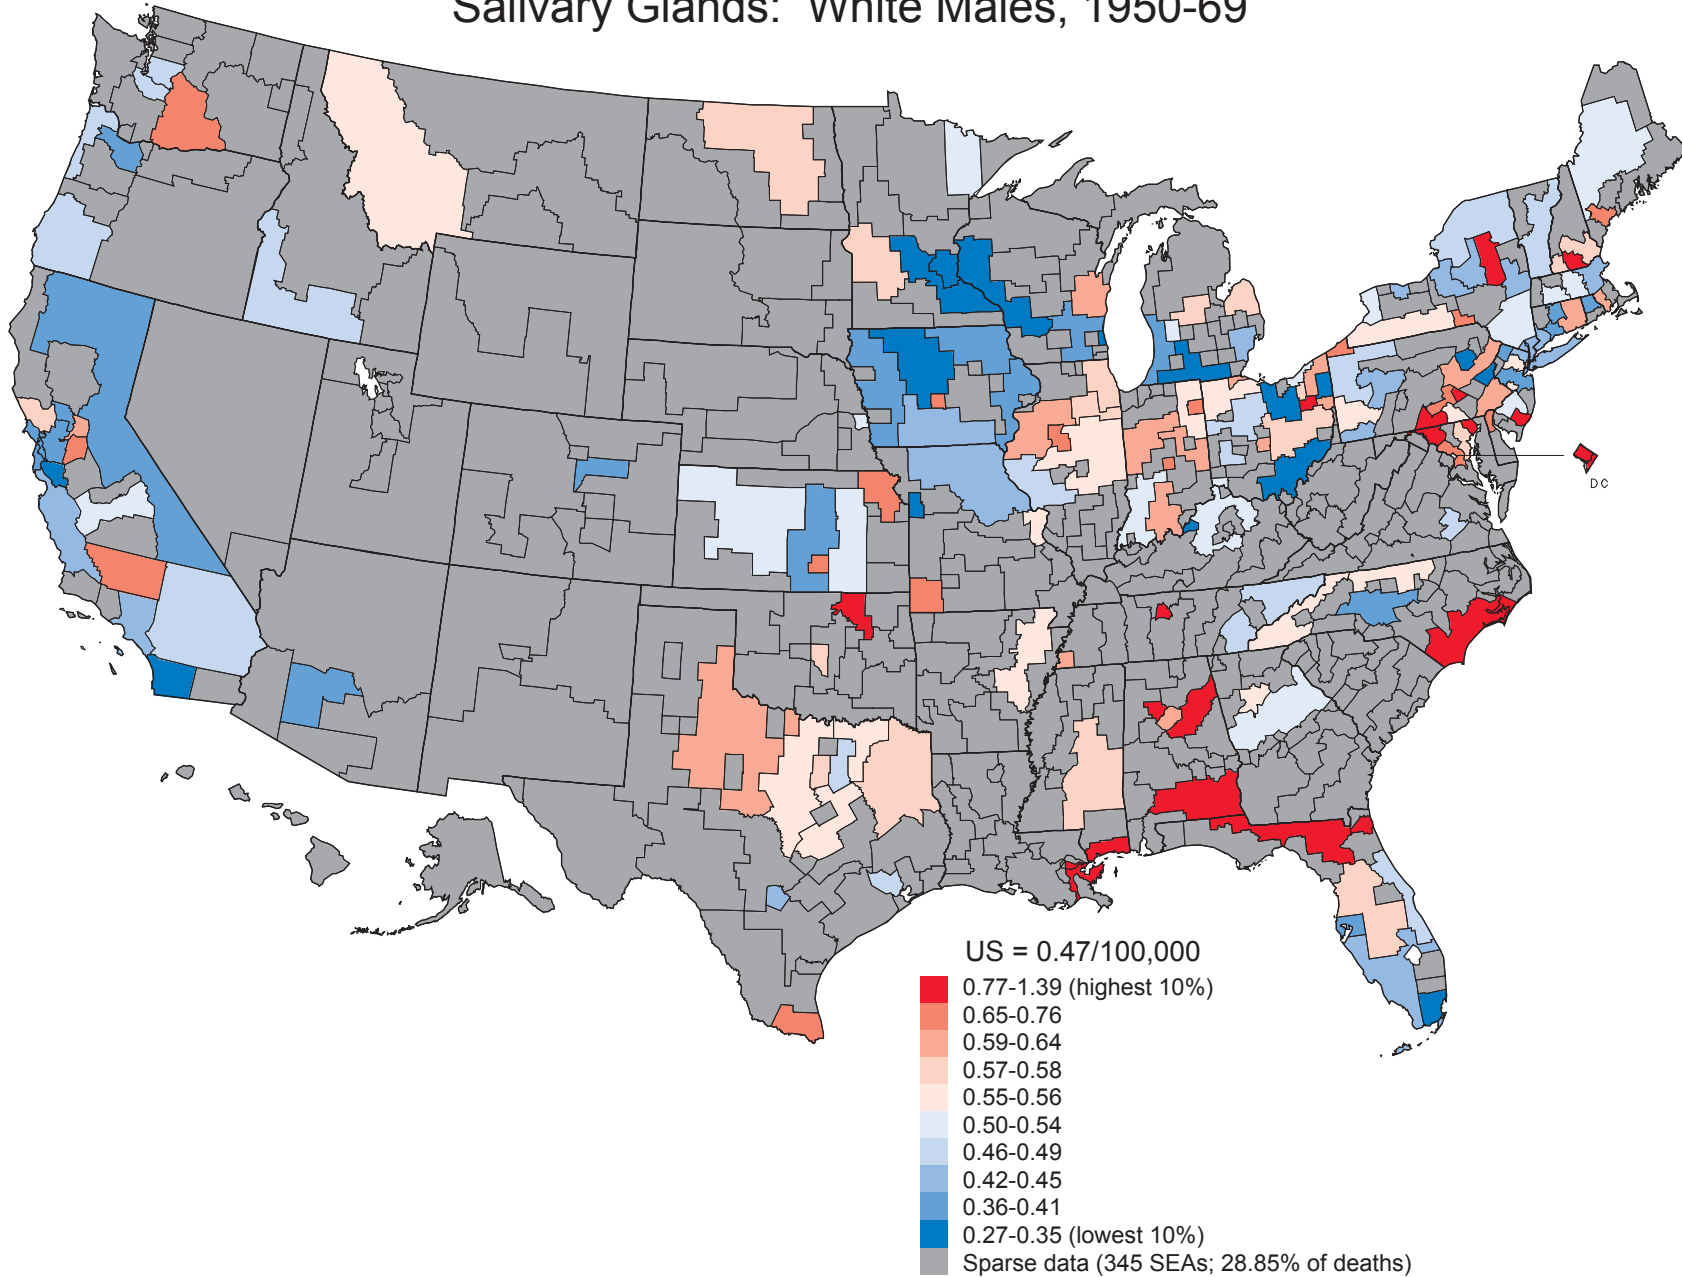 Salivary Glands: White Males, 1950-69
DC
US = 0.47/100,000
0.77-1.39 (highest 10%)
0.65-0.76
0.59-0.64
0.57-0.58
0.55-0.56
0.50-0.54
0.46-0.49
0.42-0.45
0.36-0.41
0.27-0.35 (lowest 10%)
Sparse data (345 SEAs; 28.85% of deaths)